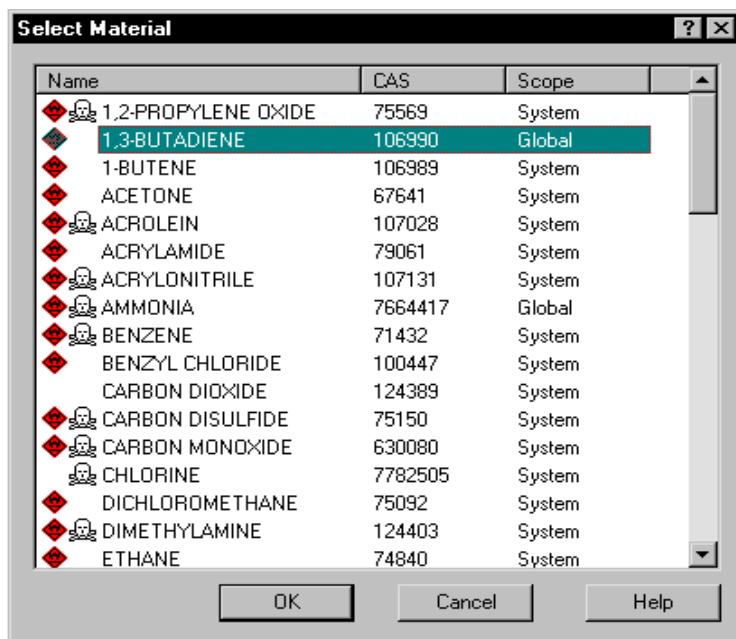 Select Material
Name CAS Scope
1,2-PROPYLENE OXIDE 75569 System
1,3-BUTADIENE 106990 Global
1-BUTENE 106989 System
ACETONE 67641 System
ACROLEIN 107028 System
ACRYLAMIDE 79061 System
ACRYLONITRILE 107131 System
AMMONIA 7664417 Global
BENZENE 71432 System
BENZYL CHLORIDE 100447 System
CARBON DIOXIDE 124389 System
CARBON DISULFIDE 75150 System
CARBON MONOXIDE 630080 System
CHLORINE 7782505 System
DICHLOROMETHANE 75092 System
DIMETHYLAMINE 124403 System
ETHANE 74840 System
OK Cancel Help